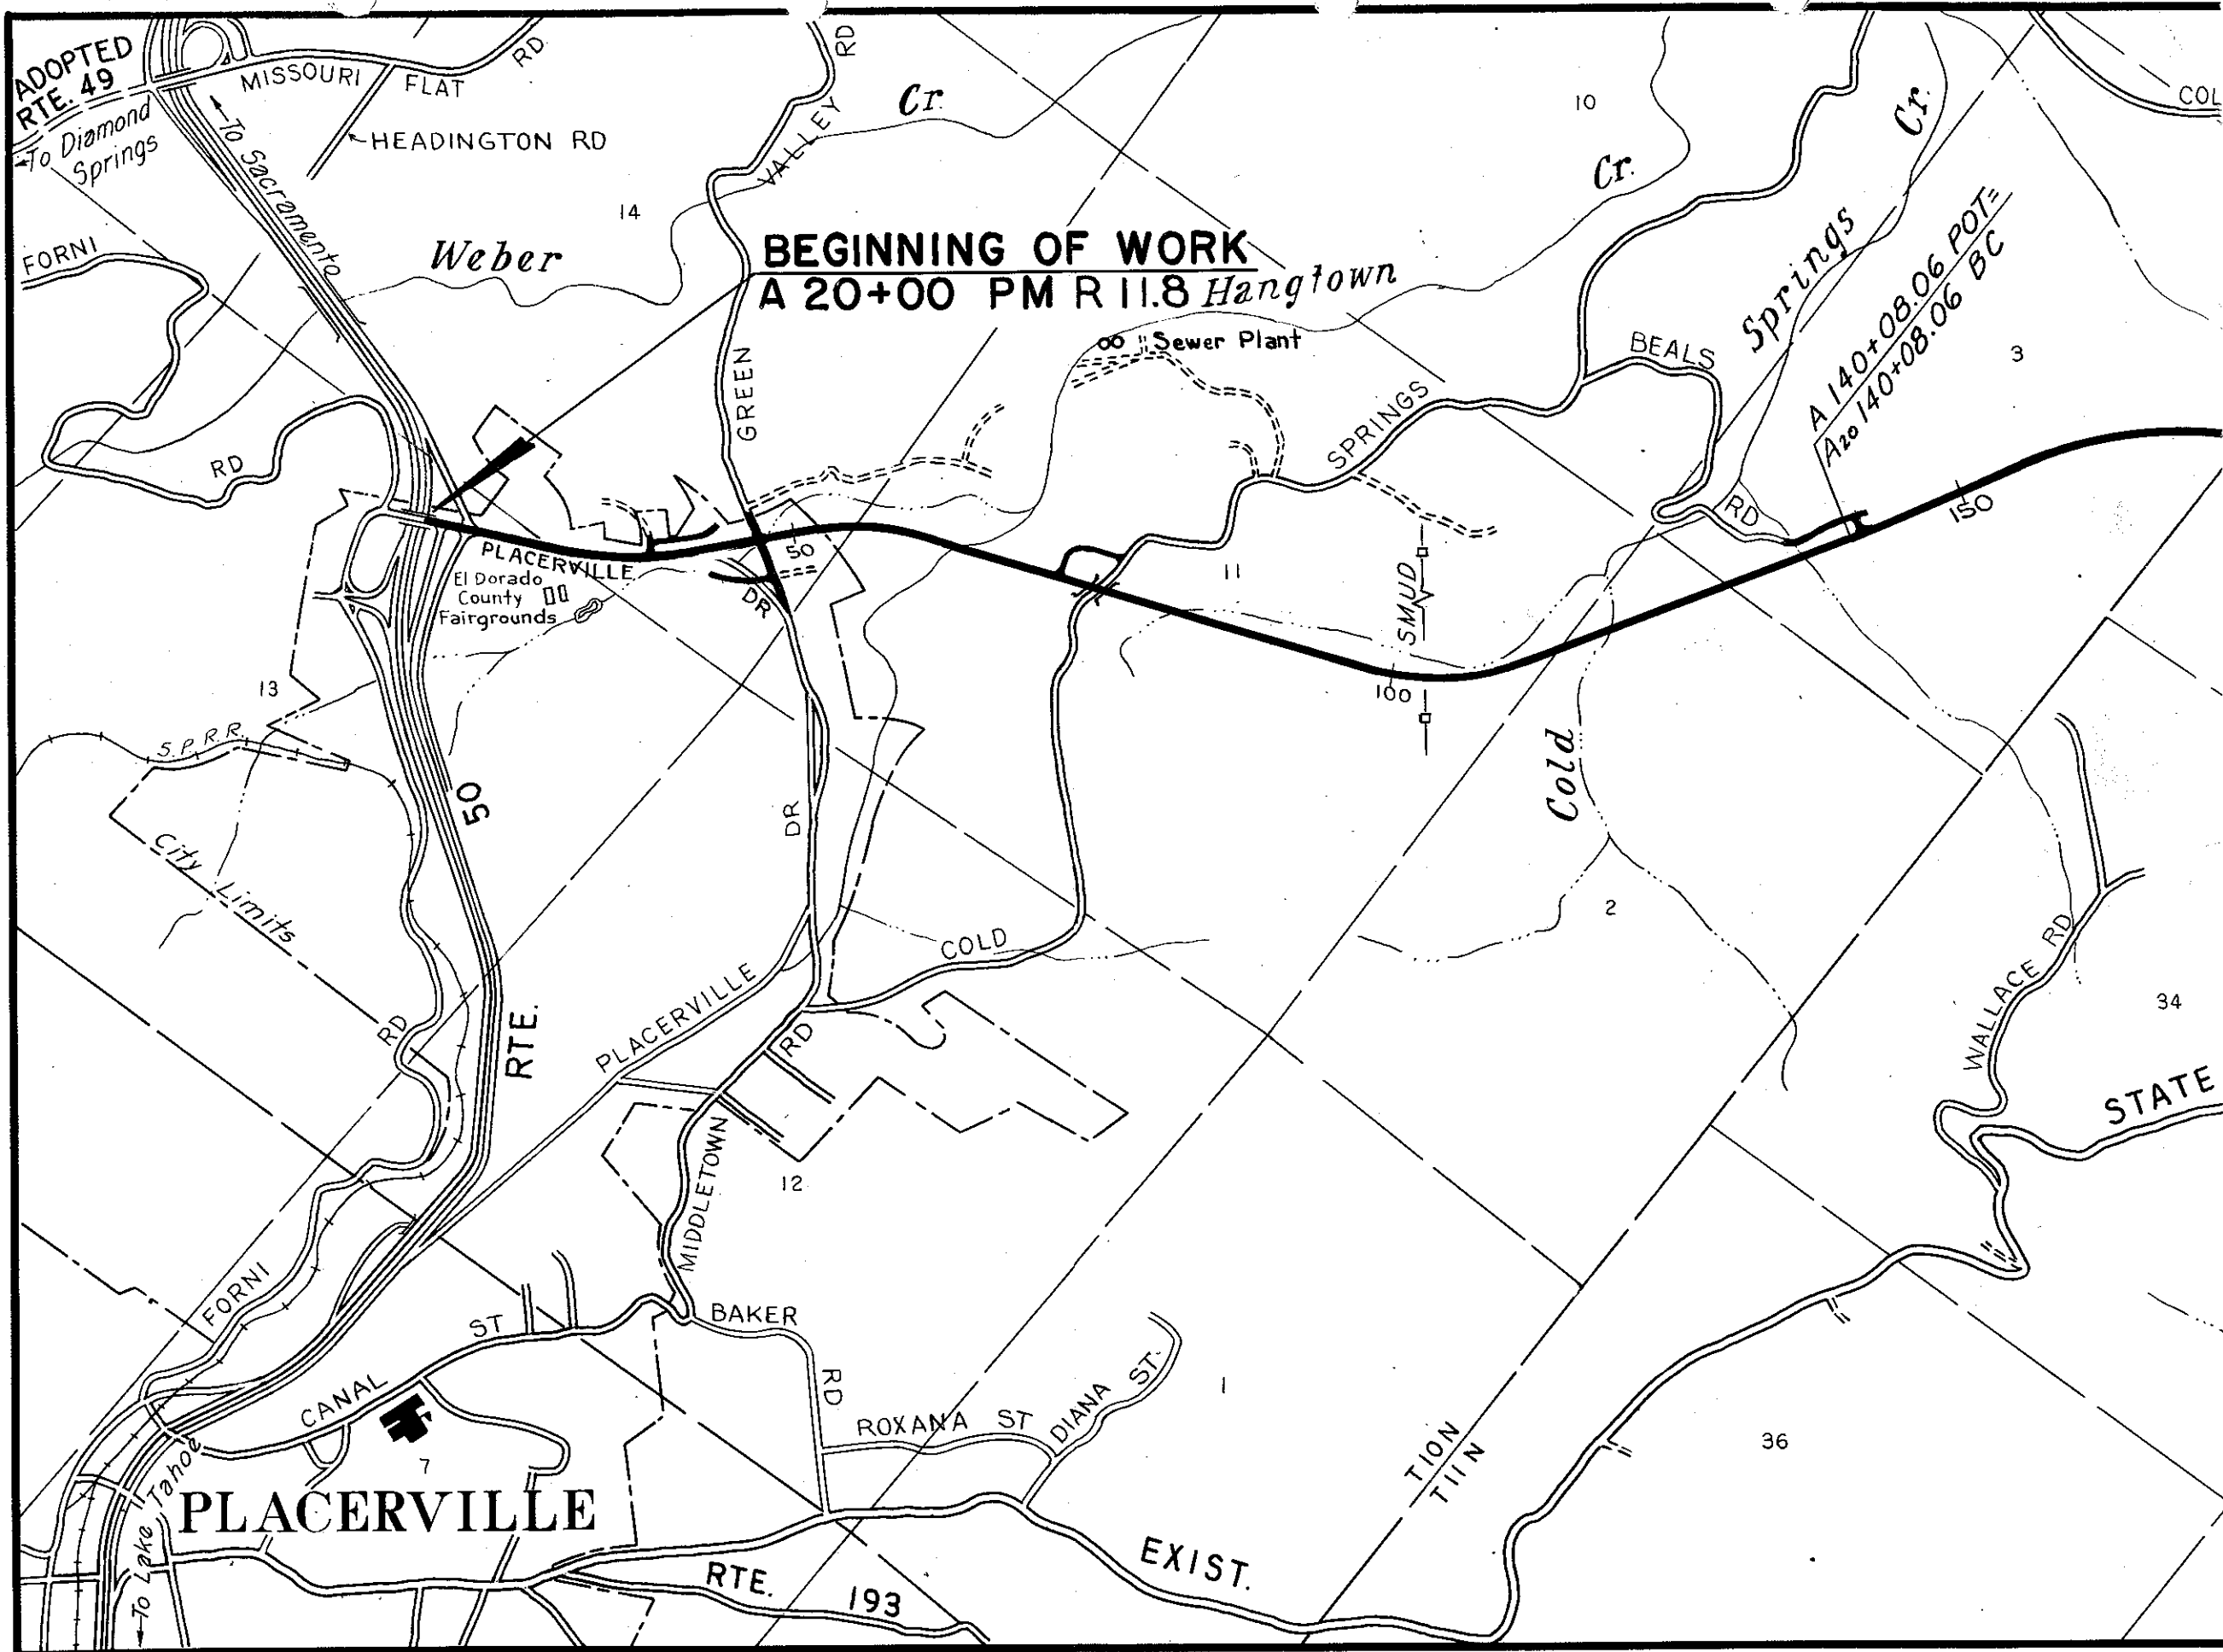 ADOPTED
RTE. 49
To Diamond
Springs
MISSOURI FLAT RD.
HEADINGTON RD
To Sacramento
FORNI
RD
14
Weber
Cr.
VALLEY
RD
GREEN
BEGINNING OF WORK
A 20+00 PM R 11.8
Hangtown
Cr.
10
Sewer Plant
SPRINGS
BEALS
RD
Springs
Cr.
COL
A 140+08.06 POT=
A20 140+08.06 BC
3
150
PLACERVILLE
DR
50
El Dorado
County
Fairgrounds
11
SMUD
100
Cold
13
S.P.R.R.
50
RTE.
City Limits
DR
COLD
2
WALLACE RD
34
STATE
RD
PLACERVILLE
RD
MIDDLETOWN
12
FORNI
ST
CANAL
BAKER
RD
ROXANA ST
DIANA ST.
1
T10N
T11N
36
7
PLACERVILLE
To Lake Tahoe
RTE. 193
EXIST.